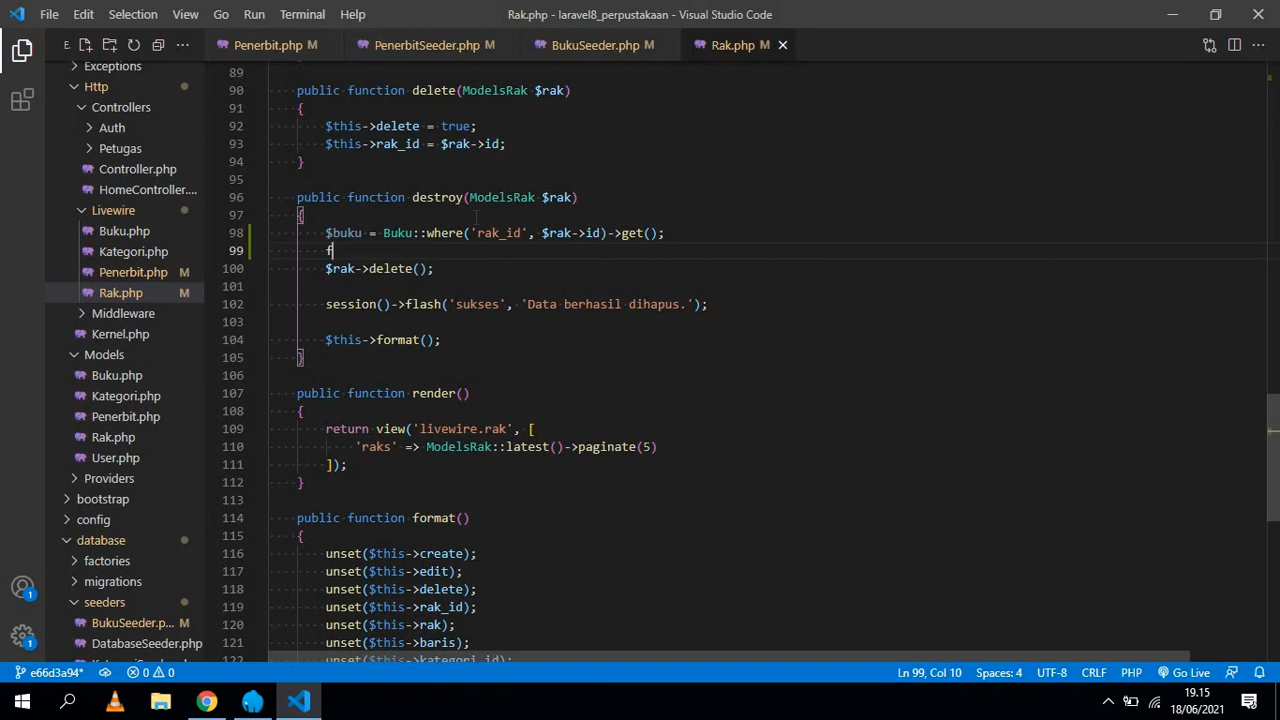 File Edit Selection View Go Run Terminal Help
Rak.php - laravel8_perpustakaan - Visual Studio Code
E.
Penerbit.php M
PenerbitSeeder.php M
BukuSeeder.php M
Rak.php M
Exceptions
Http
Controllers
Auth
Petugas
Controller.php
HomeController....
Livewire
Buku.php
Kategori.php
Penerbit.php M
Rak.php M
Middleware
Kernel.php
Models
Buku.php
Kategori.php
Penerbit.php
Rak.php
User.php
Providers
bootstrap
config
database
factories
migrations
seeders
BukuSeeder.p... M
DatabaseSeeder.php
89
90 public function delete(ModelsRak $rak)
91 {
92 $this->delete = true;
93 $this->rak_id = $rak->id;
94 }
95
96 public function destroy(ModelsRak $rak)
97 {
98 $buku = Buku::where('rak_id', $rak->id)->get();
99 f
100 $rak->delete();
101
102 session()->flash('sukses', 'Data berhasil dihapus.');
103
104 $this->format();
105 }
106
107 public function render()
108 {
109 return view('livewire.rak', [
110 'raks' => ModelsRak::latest()->paginate(5)
111 ]);
112 }
113
114 public function format()
115 {
116 unset($this->create);
117 unset($this->edit);
118 unset($this->delete);
119 unset($this->rak_id);
120 unset($this->rak);
121 unset($this->baris);
122 unset($this->kategori_id);
1
1
e66d3a94* 0 0
Ln 99, Col 10 Spaces: 4 UTF-8 CRLF PHP Go Live
19.15
18/06/2021